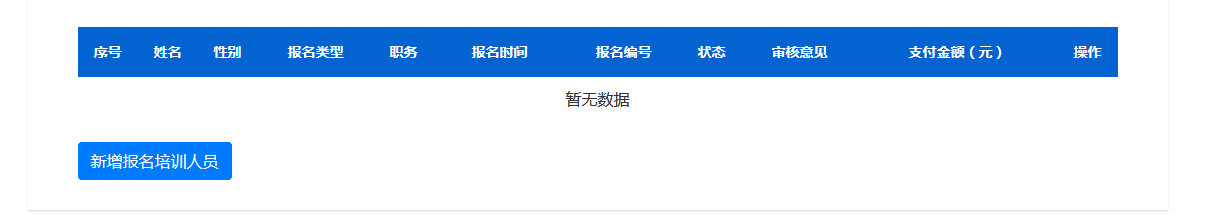 序号 姓名 性别 报名类型 职务 报名时间 报名编号 状态 审核意见 支付金额（元） 操作
暂无数据
新增报名培训人员